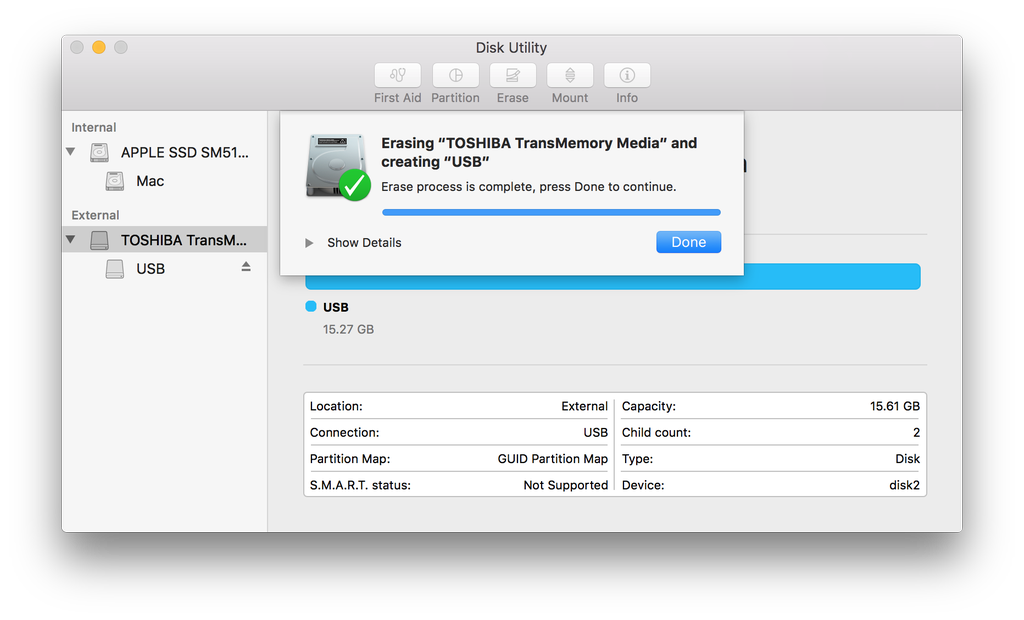 Disk Utility
First Aid
Partition
Erase
Mount
Info
Internal
APPLE SSD SM51...
Mac
External
TOSHIBA TransM...
USB
Erasing “TOSHIBA TransMemory Media” and
creating “USB”
Erase process is complete, press Done to continue.
Show Details
Done
USB
15.27 GB
Location: External
Capacity: 15.61 GB
Connection: USB
Child count: 2
Partition Map: GUID Partition Map
Type: Disk
S.M.A.R.T. status: Not Supported
Device: disk2